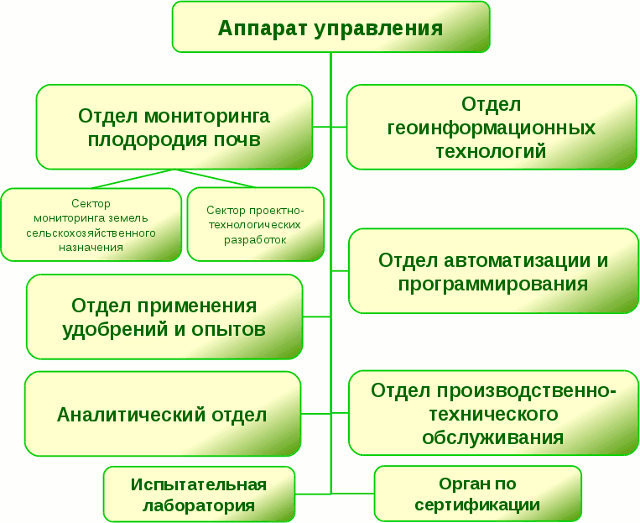 Аппарат управления
Отдел мониторинга
плодородия почв
Отдел
геоинформационных
технологий
Сектор
мониторинга земель
сельскохозяйственного
назначения
Сектор проектно-
технологических
разработок
Отдел автоматизации и
программирования
Отдел применения
удобрений и опытов
Аналитический отдел
Отдел производственно-
технического
обслуживания
Испытательная
лаборатория
Орган по
сертификации